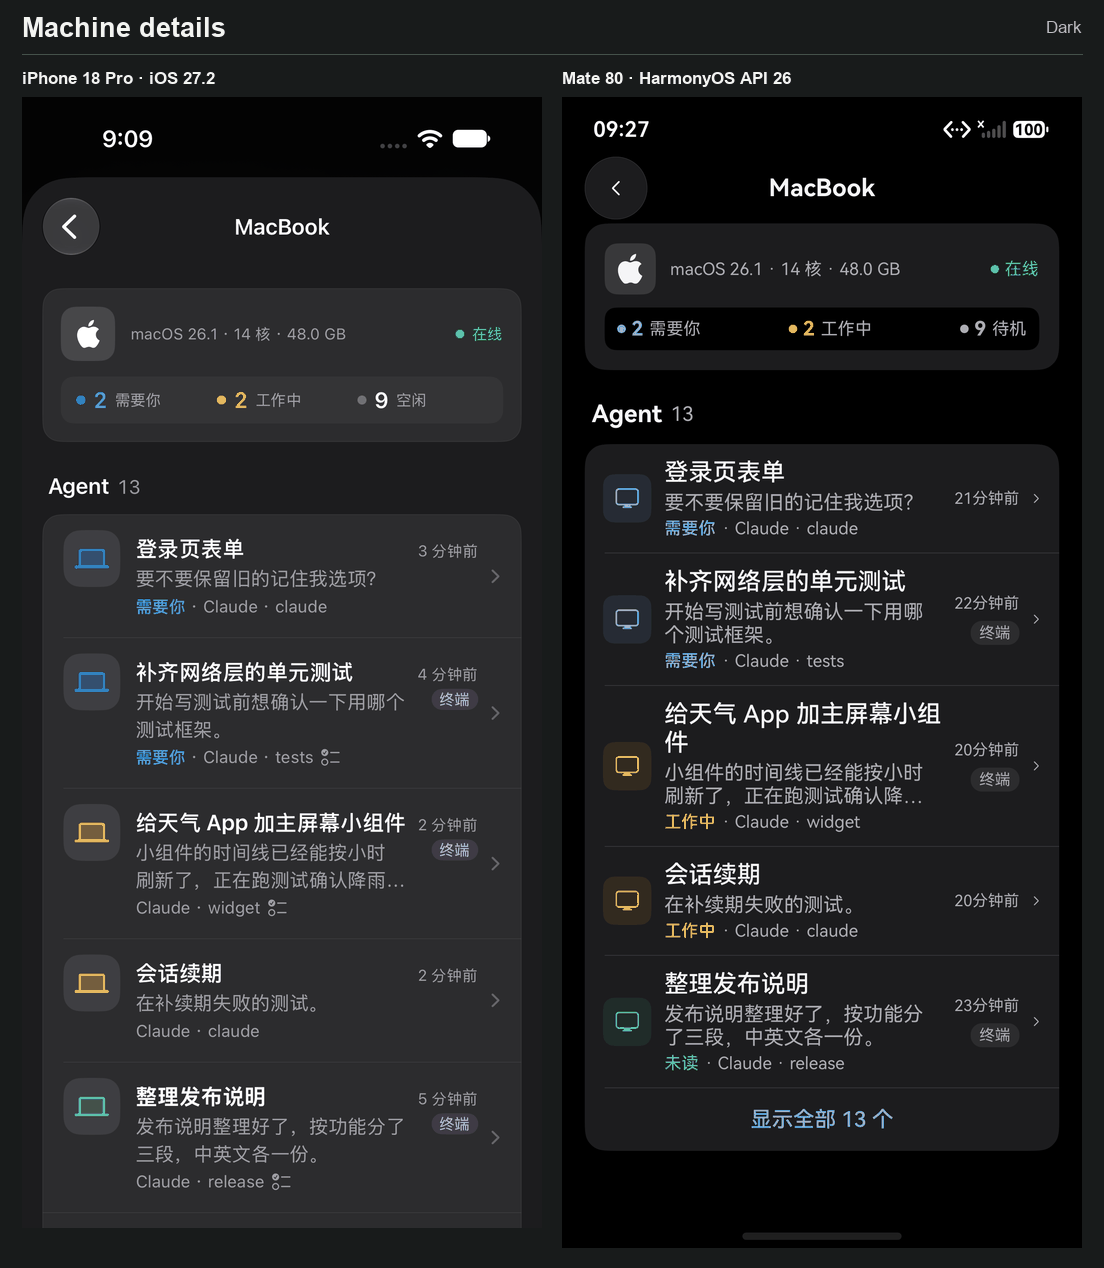 Machine details
Dark
iPhone 18 Pro · iOS 27.2
9:09
MacBook
macOS 26.1 · 14 核 · 48.0 GB
在线
2 需要你
2 工作中
9 空闲
Agent 13
登录页表单
3 分钟前
要不要保留旧的记住我选项?
需要你 · Claude · claude
补齐网络层的单元测试
4 分钟前
开始写测试前想确认一下用哪个
终端
测试框架。
需要你 · Claude · tests
给天气 App 加主屏幕小组件
2 分钟前
小组件的时间线已经能按小时
终端
刷新了，正在跑测试确认降雨…
Claude · widget
会话续期
2 分钟前
在补续期失败的测试。
Claude · claude
整理发布说明
5 分钟前
发布说明整理好了，按功能分了
终端
三段，中英文各一份。
Claude · release
Mate 80 · HarmonyOS API 26
09:27
100
MacBook
macOS 26.1 · 14 核 · 48.0 GB
在线
2 需要你
2 工作中
9 待机
Agent 13
登录页表单
要不要保留旧的记住我选项?
21分钟前
需要你 · Claude · claude
补齐网络层的单元测试
开始写测试前想确认一下用哪
22分钟前
个测试框架。
终端
需要你 · Claude · tests
给天气 App 加主屏幕小组
件
20分钟前
小组件的时间线已经能按小时
终端
刷新了，正在跑测试确认降…
工作中 · Claude · widget
会话续期
在补续期失败的测试。
20分钟前
工作中 · Claude · claude
整理发布说明
发布说明整理好了，按功能分
23分钟前
了三段，中英文各一份。
终端
未读 · Claude · release
显示全部 13 个